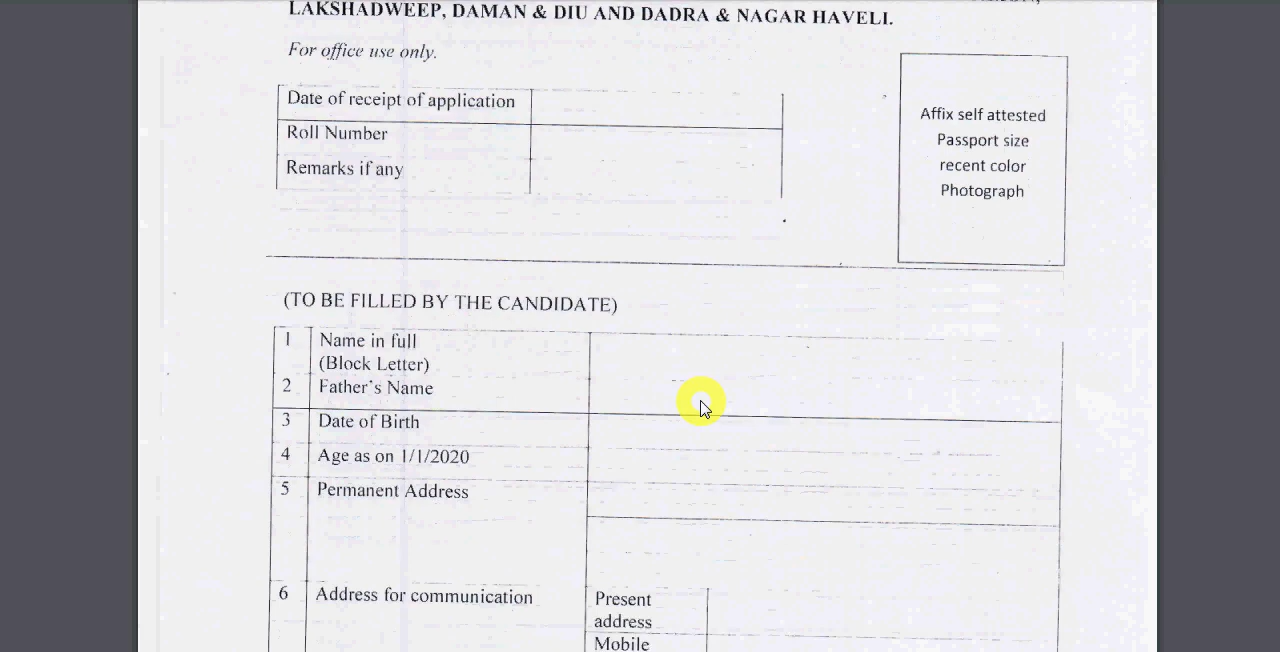 LAKSHADWEEP, DAMAN & DIU AND DADRA & NAGAR HAVELI.
For office use only.
Date of receipt of application
Roll Number
Remarks if any
Affix self attested
Passport size
recent color
Photograph
(TO BE FILLED BY THE CANDIDATE)
1 Name in full
(Block Letter)
2 Father's Name
3 Date of Birth
4 Age as on 1/1/2020
5 Permanent Address
6 Address for communication Present
address
Mobile